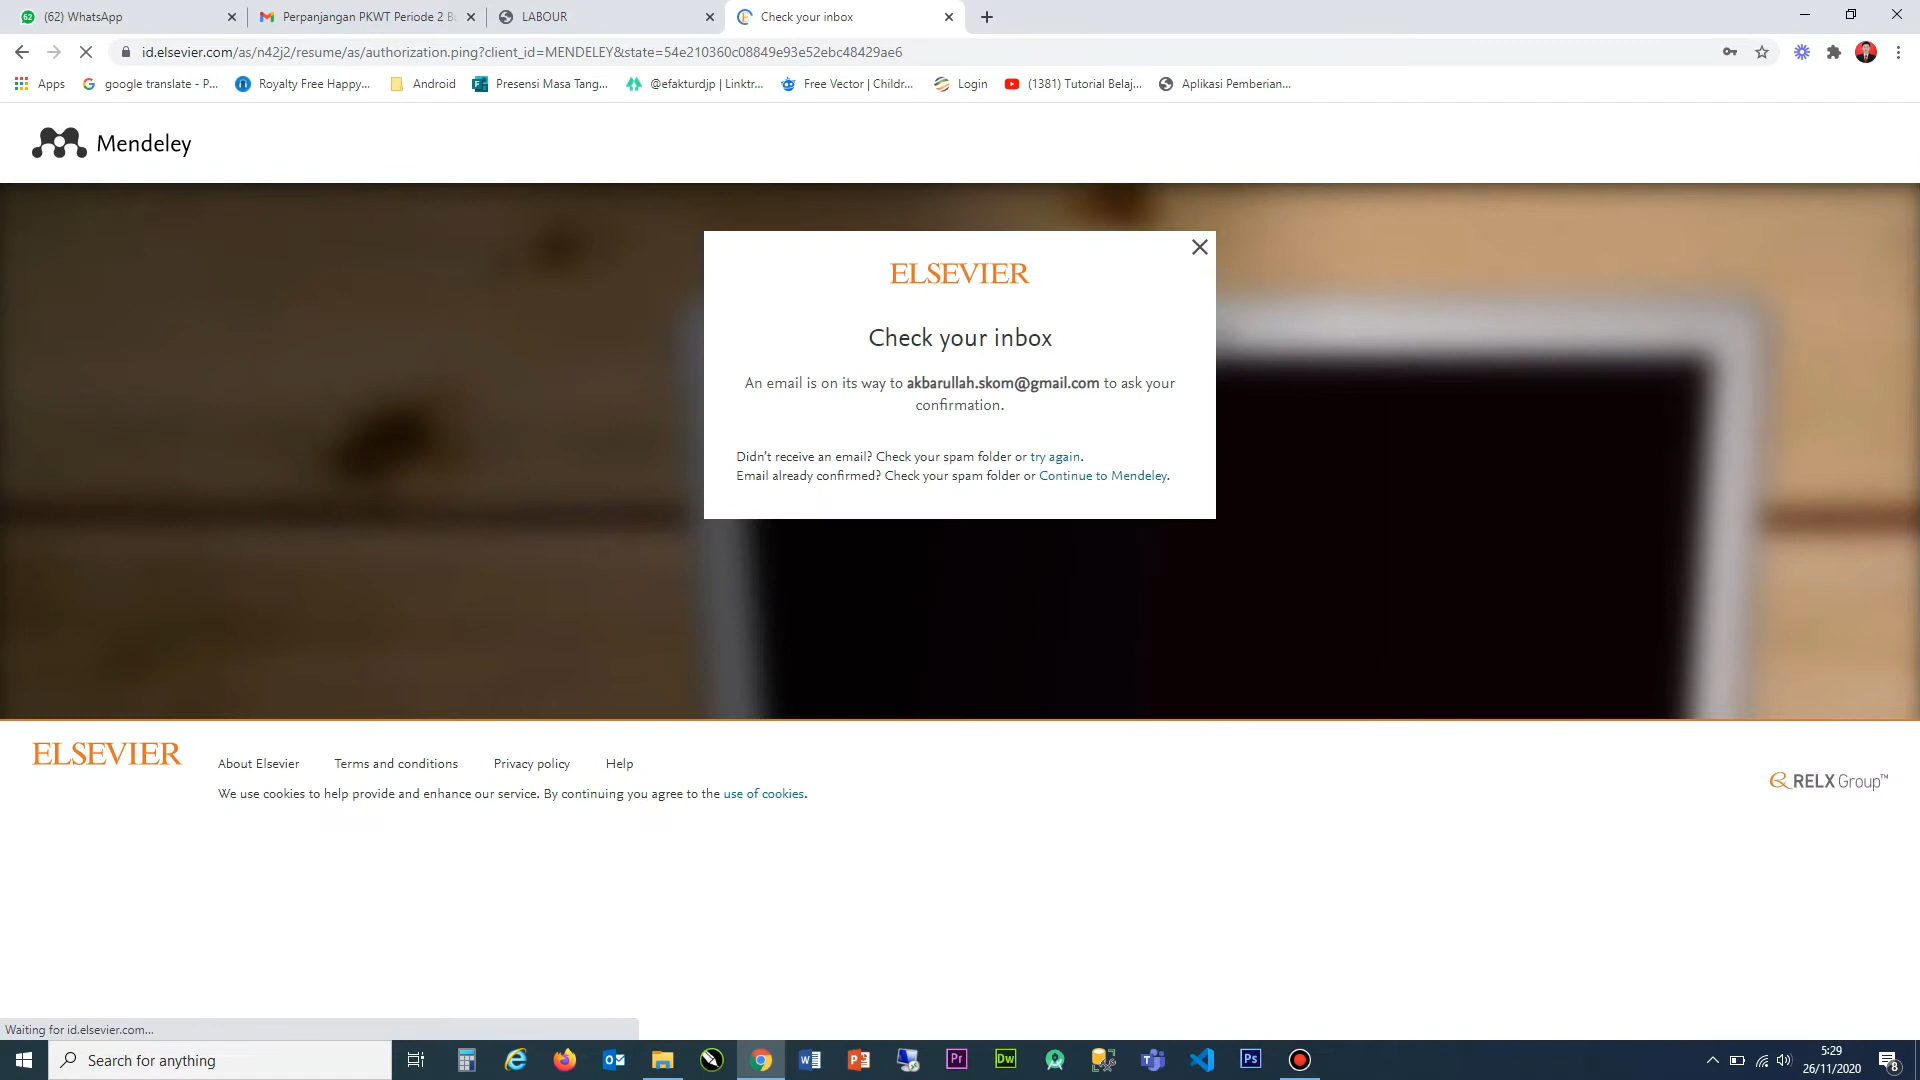 (62) WhatsApp
Perpanjangan PKWT Periode 2 B
LABOUR
Check your inbox
id.elsevier.com/as/n42j2/resume/as/authorization.ping?client_id=MENDELEY&state=54e210360c08849e93e52ebc48429ae6
Apps
google translate - P...
Royalty Free Happy...
Android
Presensi Masa Tang...
@efakturdjp | Linktr...
Free Vector | Childr...
Login
(1381) Tutorial Belaj...
Aplikasi Pemberian...
Mendeley
ELSEVIER
Check your inbox
An email is on its way to akbarullah.skom@gmail.com to ask your
confirmation.
Didn't receive an email? Check your spam folder or try again.
Email already confirmed? Check your spam folder or Continue to Mendeley.
ELSEVIER
About Elsevier
Terms and conditions
Privacy policy
Help
We use cookies to help provide and enhance our service. By continuing you agree to the use of cookies.
RELX Group™
Waiting for id.elsevier.com...
Search for anything
5:29
26/11/2020
8